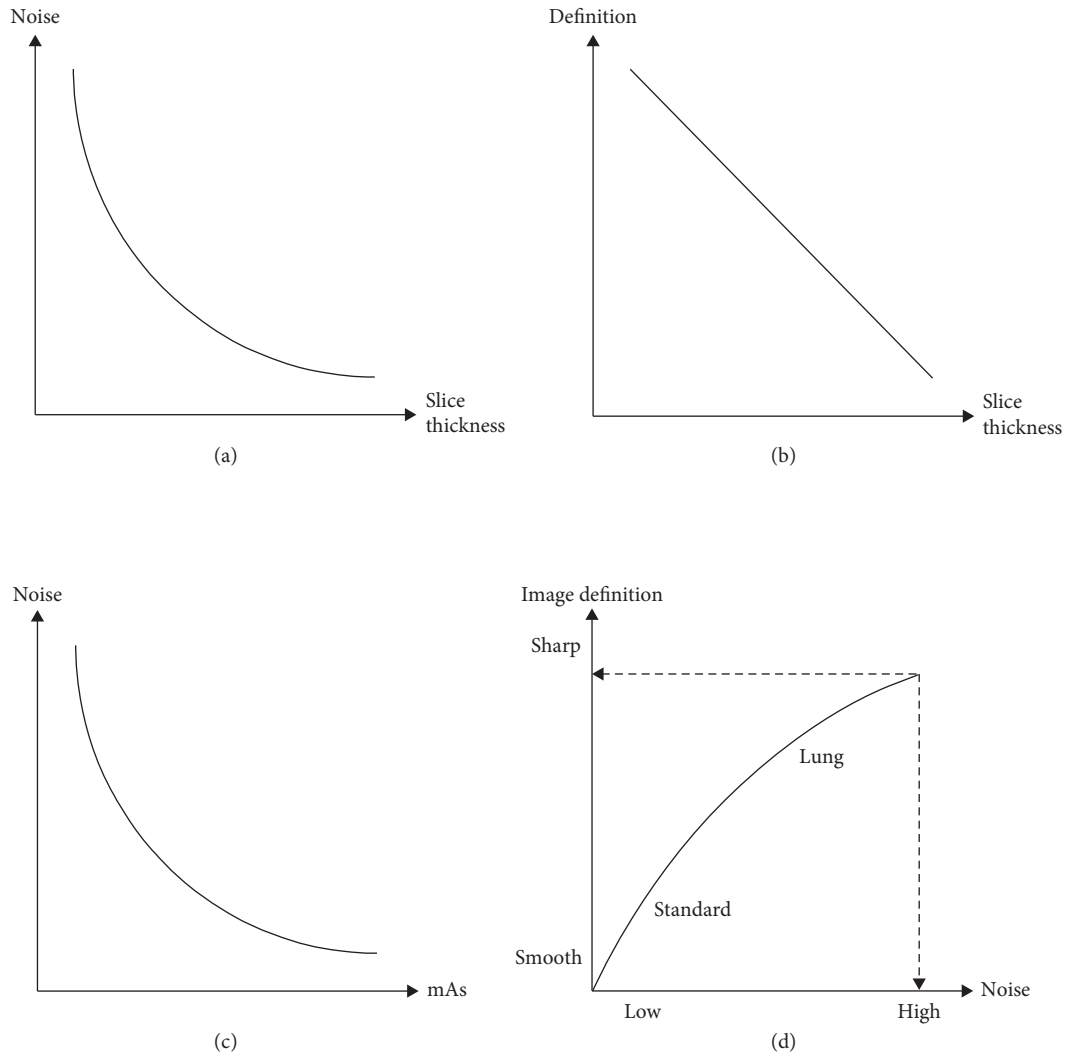 Noise
Slice
thickness
(a)
Definition
Slice
thickness
(b)
Noise
mAs
(c)
Image definition
Sharp
Lung
Standard
Smooth
Low
High
Noise
(d)